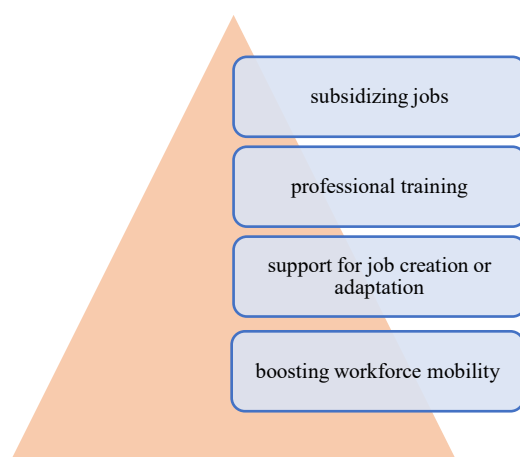 subsidizing jobs
professional training
support for job creation or
adaptation
boosting workforce mobility